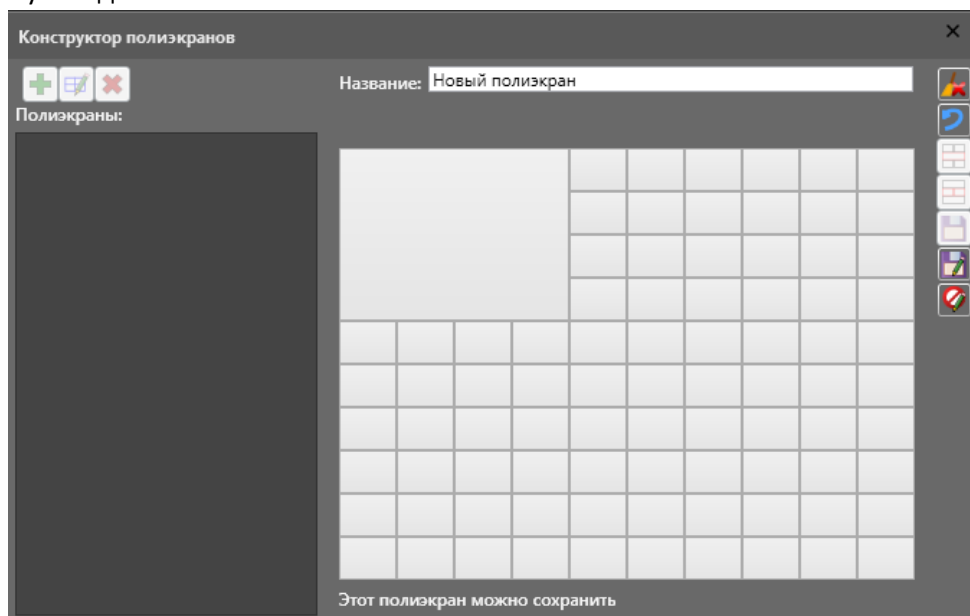 Конструктор полиэкранов
Название: Новый полиэкран
Полиэкраны:
Этот полиэкран можно сохранить